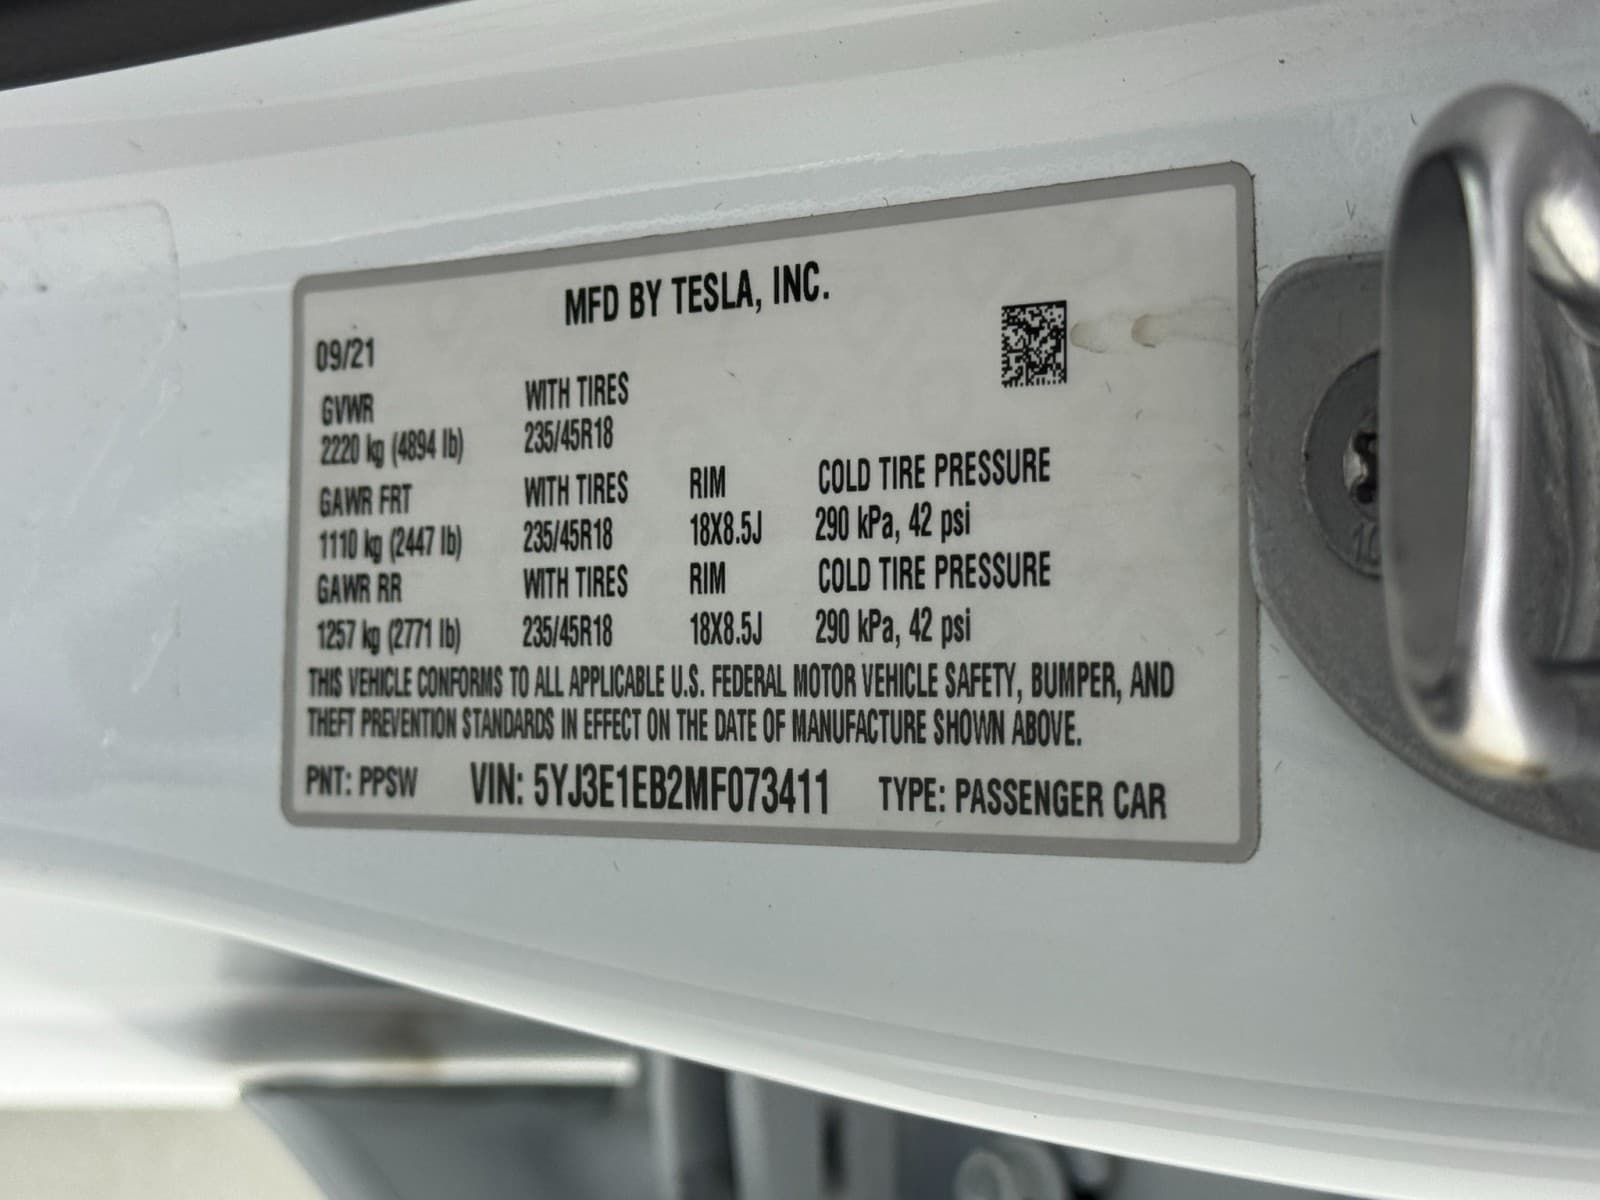 MFD BY TESLA, INC.
09/21
GVWR WITH TIRES
2220 kg (4894 lb) 235/45R18
GAWR FRT WITH TIRES RIM COLD TIRE PRESSURE
1110 kg (2447 lb) 235/45R18 18X8.5J 290 kPa, 42 psi
GAWR RR WITH TIRES RIM COLD TIRE PRESSURE
1257 kg (2771 lb) 235/45R18 18X8.5J 290 kPa, 42 psi
THIS VEHICLE CONFORMS TO ALL APPLICABLE U.S. FEDERAL MOTOR VEHICLE SAFETY, BUMPER, AND
THEFT PREVENTION STANDARDS IN EFFECT ON THE DATE OF MANUFACTURE SHOWN ABOVE.
PNT: PPSW VIN: 5YJ3E1EB2MF073411 TYPE: PASSENGER CAR